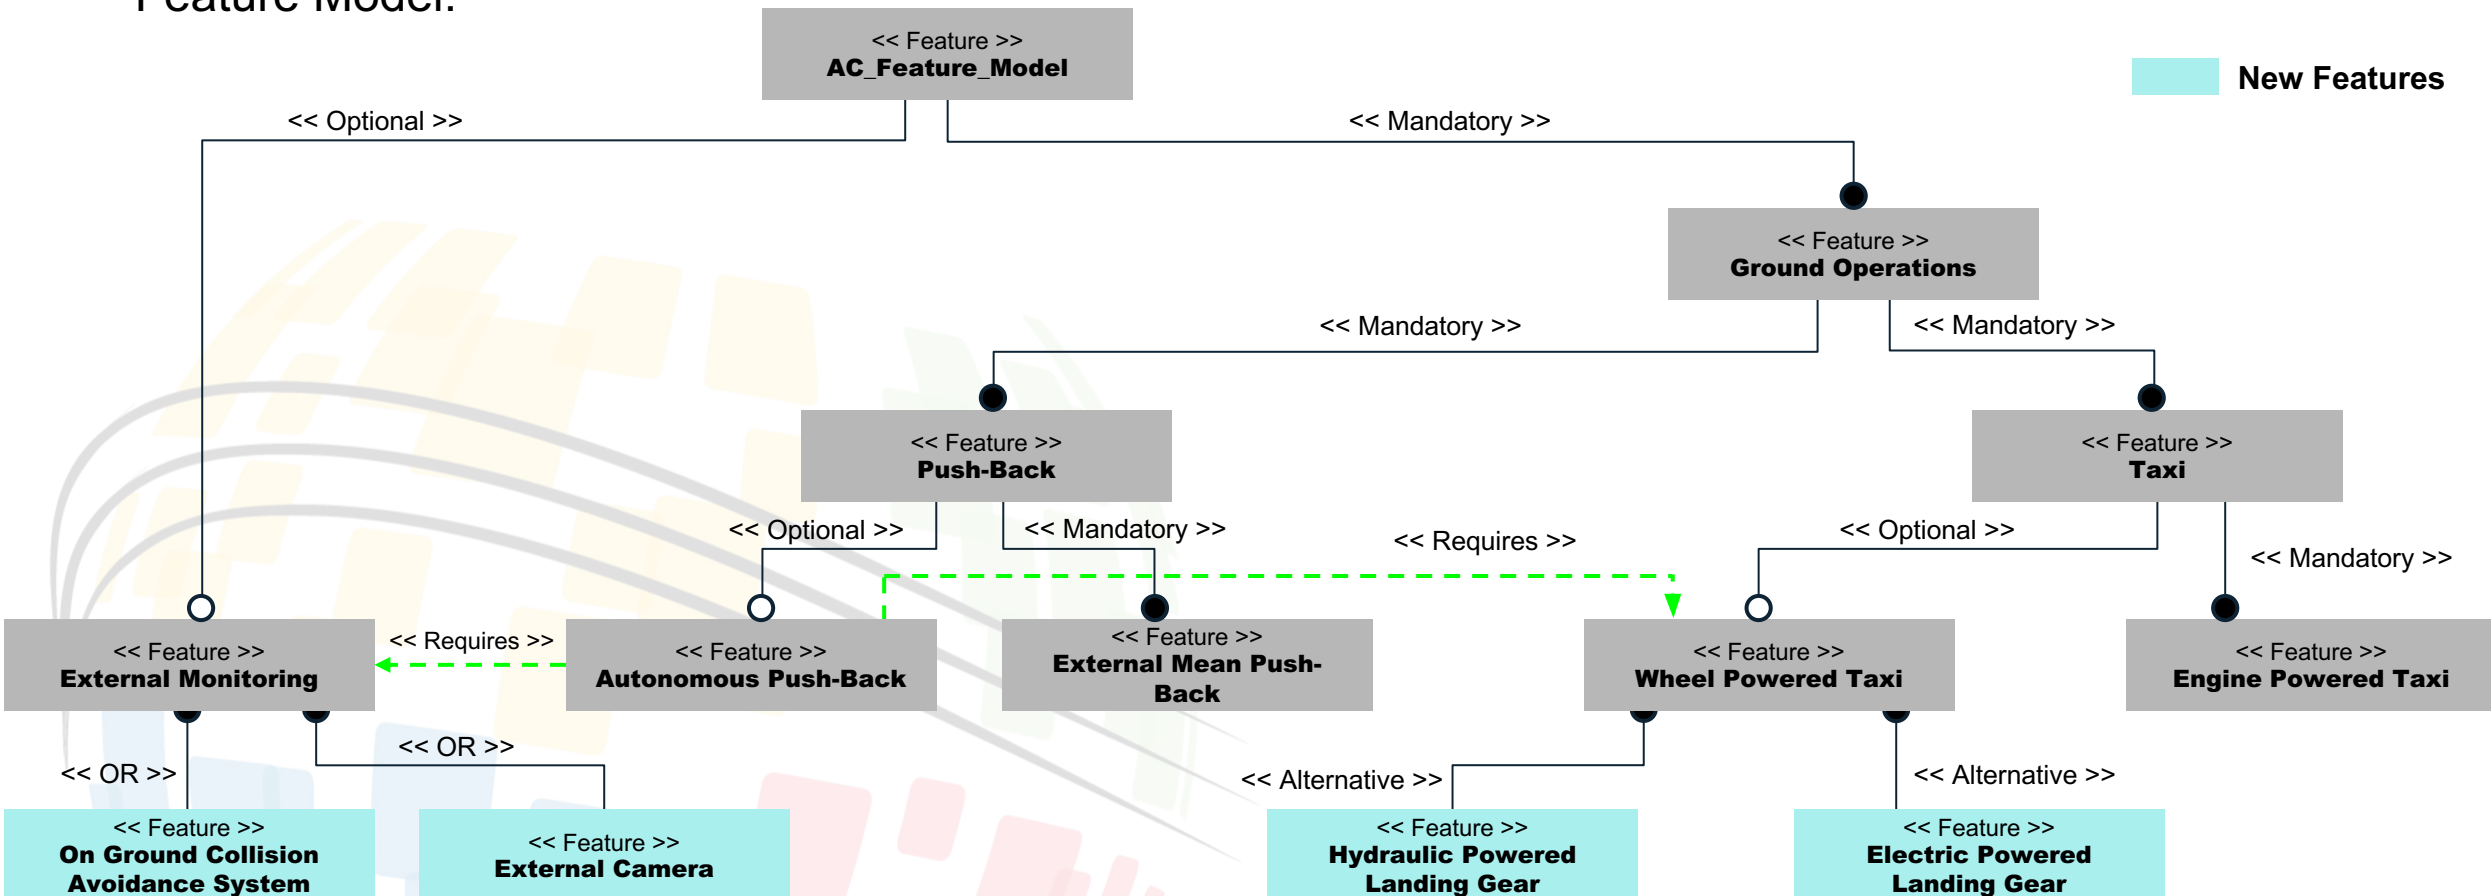 Feature Model:
<< Feature >>
AC_Feature_Model
New Features
<< Optional >>
<< Mandatory >>
<< Feature >>
Ground Operations
<< Mandatory >>
<< Mandatory >>
<< Feature >>
Push-Back
<< Feature >>
Taxi
<< Optional >>
<< Mandatory >>
<< Requires >>
<< Optional >>
<< Mandatory >>
<< Feature >>
External Monitoring
<< Requires >>
<< Feature >>
Autonomous Push-Back
<< Feature >>
External Mean Push-
Back
<< Feature >>
Wheel Powered Taxi
<< Feature >>
Engine Powered Taxi
<< OR >>
<< OR >>
<< Alternative >>
<< Alternative >>
<< Feature >>
On Ground Collision
Avoidance System
<< Feature >>
External Camera
<< Feature >>
Hydraulic Powered
Landing Gear
<< Feature >>
Electric Powered
Landing Gear